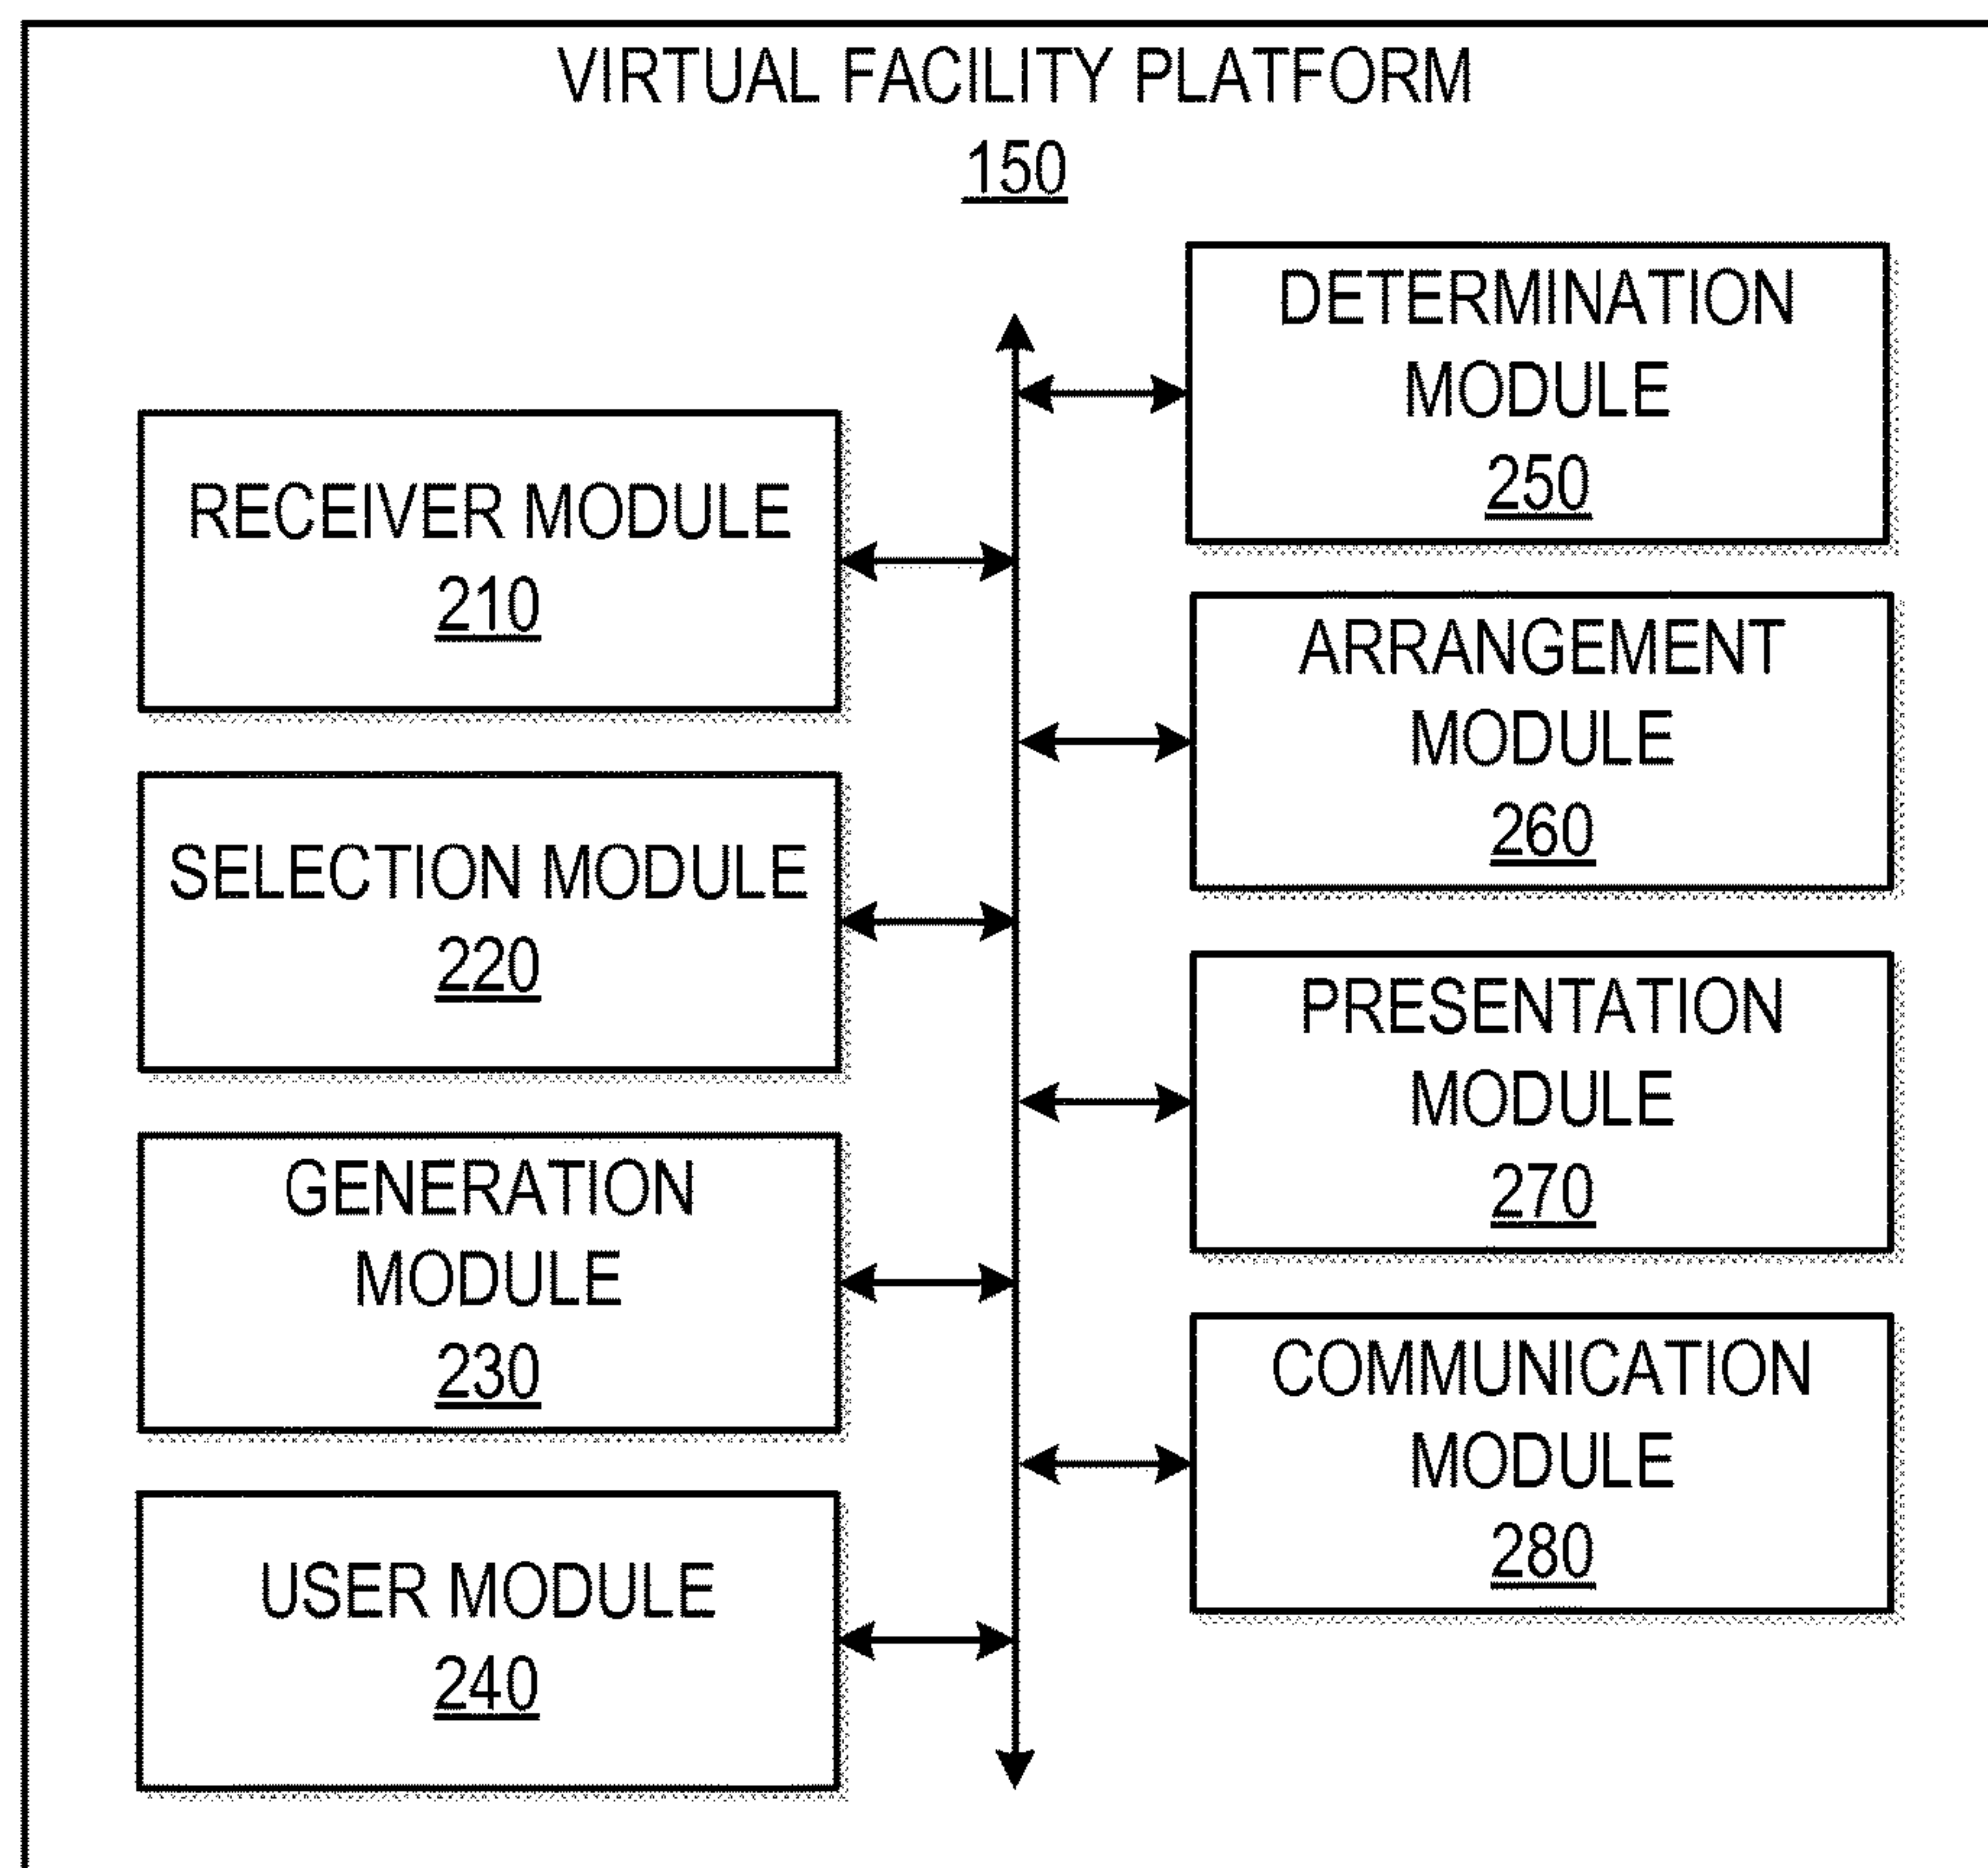 VIRTUAL FACILITY PLATFORM
150
RECEIVER MODULE
210
SELECTION MODULE
220
GENERATION
MODULE
230
USER MODULE
240
DETERMINATION
MODULE
250
ARRANGEMENT
MODULE
260
PRESENTATION
MODULE
270
COMMUNICATION
MODULE
280